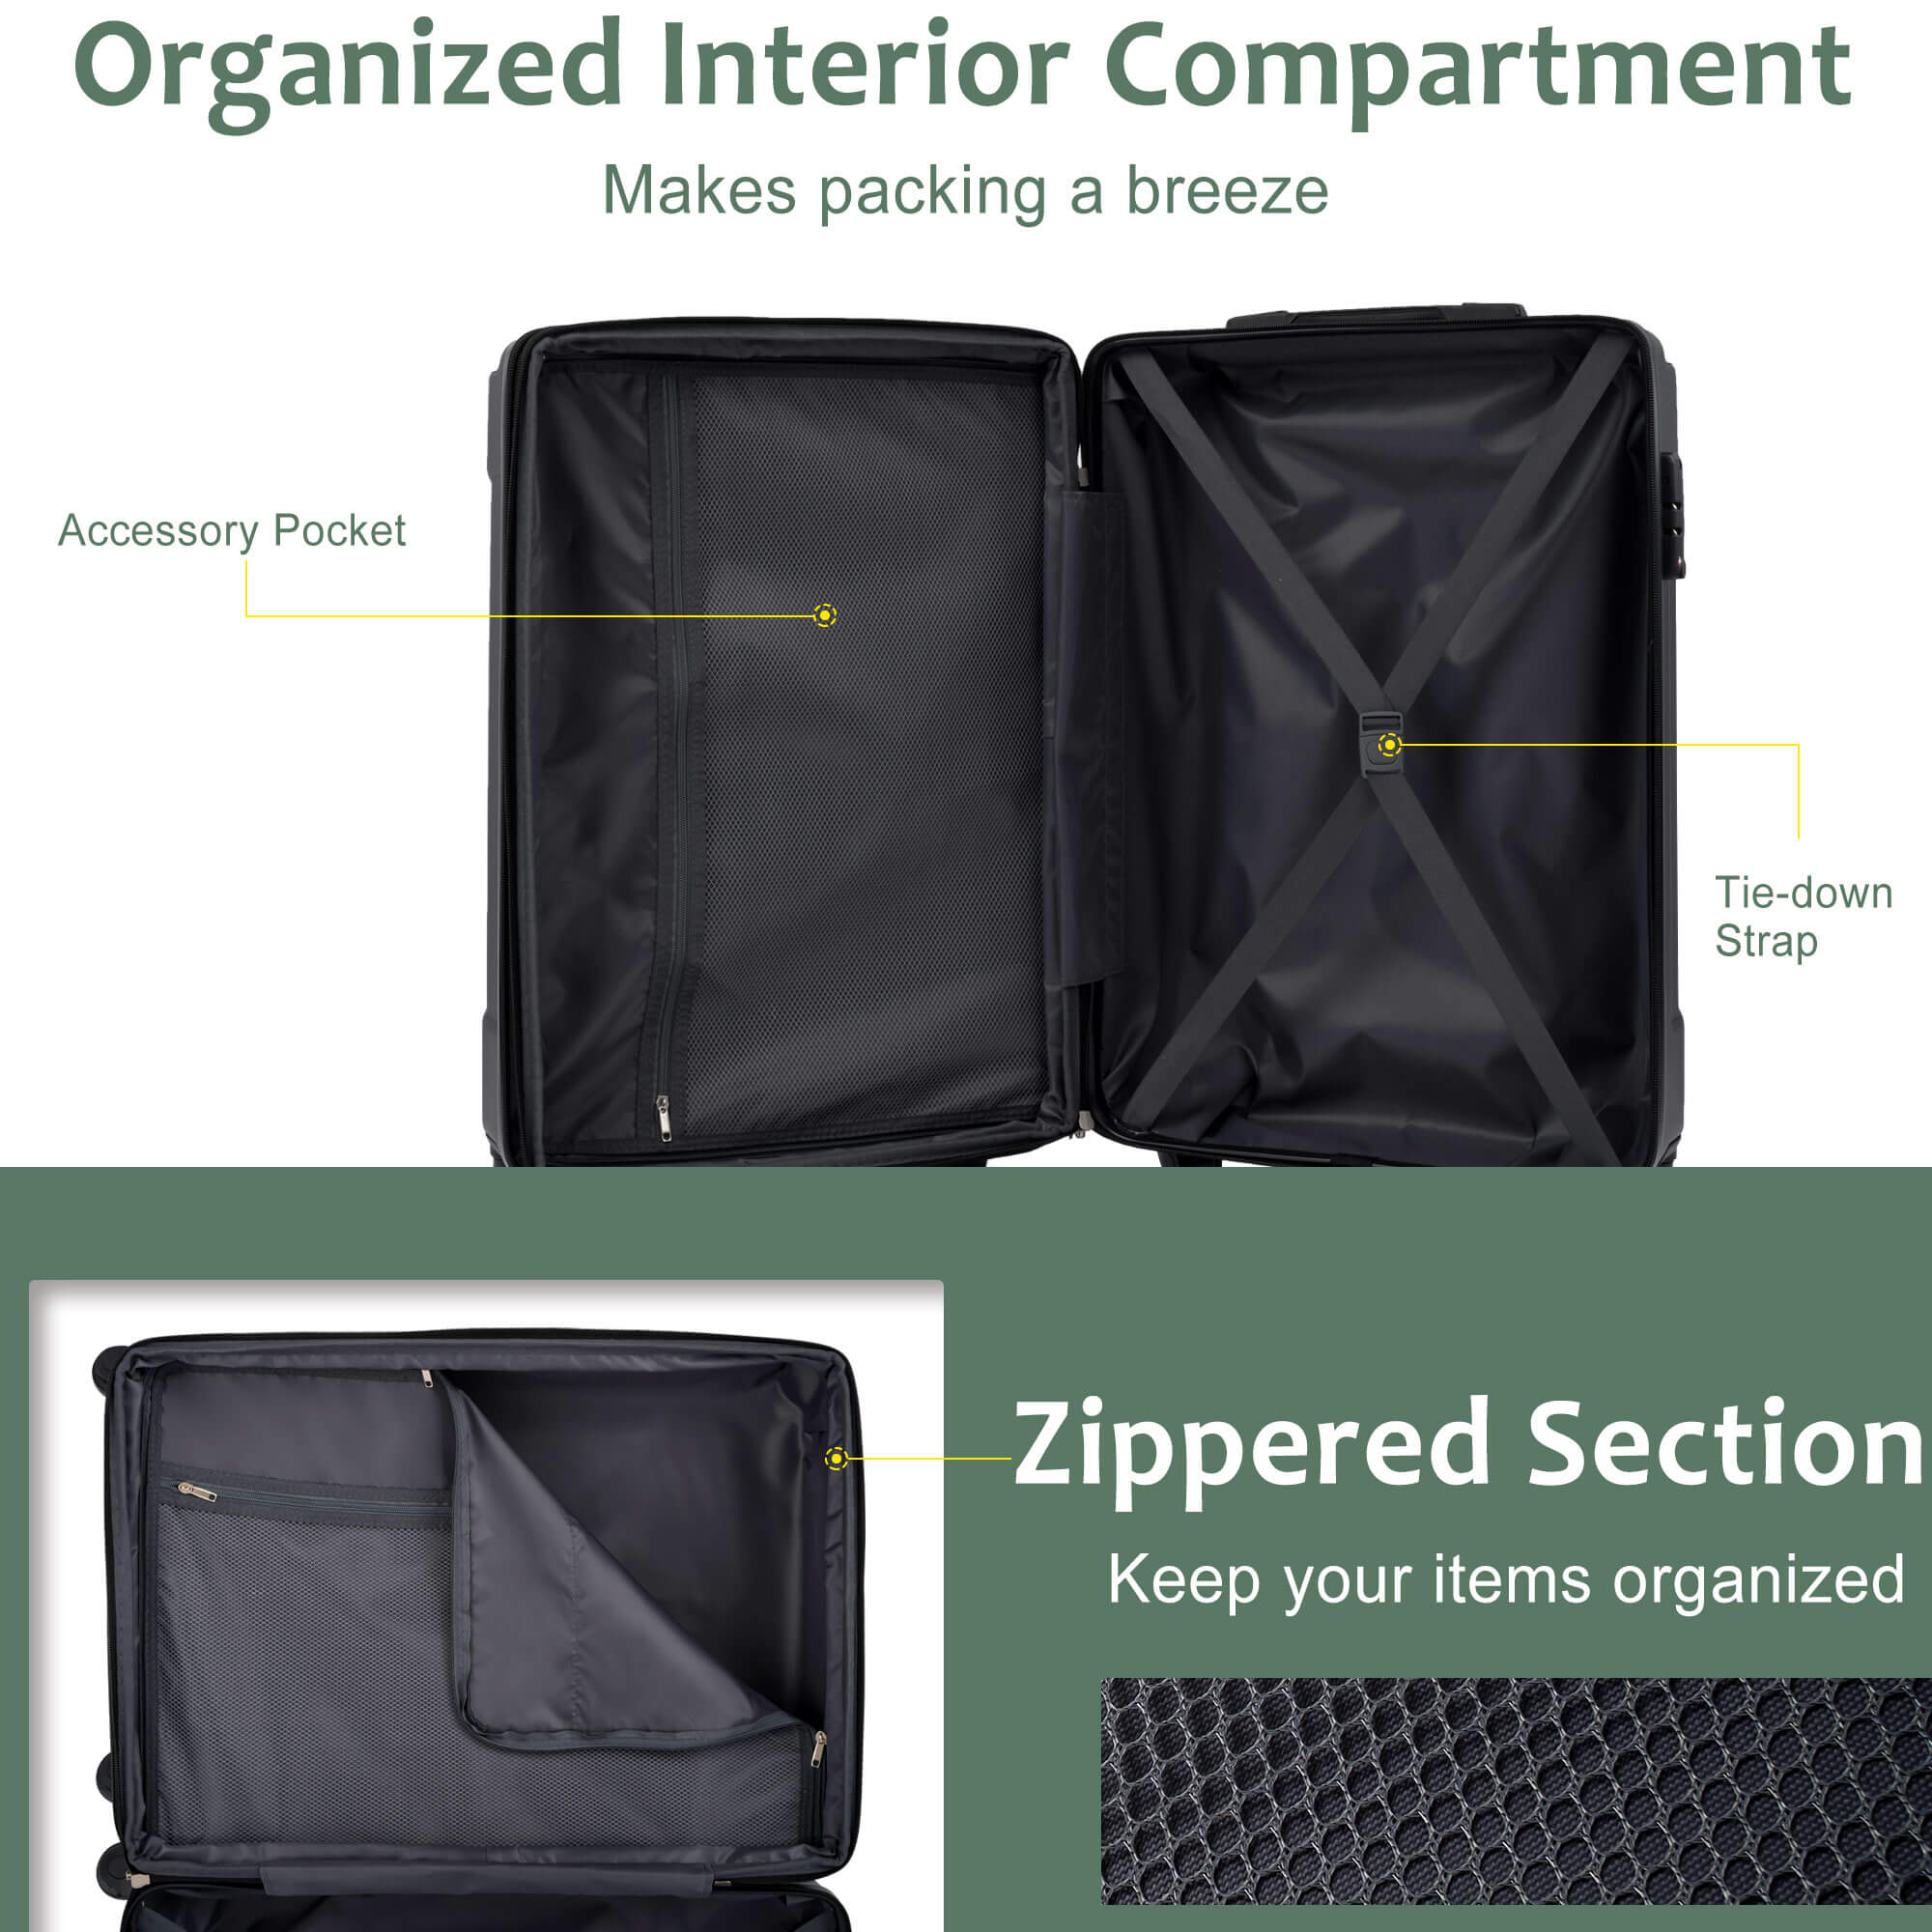 Organized Interior Compartment
Makes packing a breeze
Accessory Pocket
Tie-down
Strap
Zippered Section
Keep your items organized